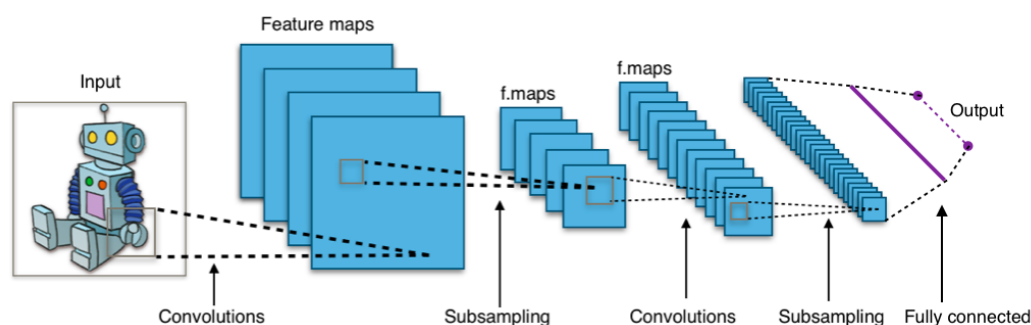 Feature maps
Input
f.maps
f.maps
Output
Convolutions
Subsampling
Convolutions
Subsampling
Fully connected